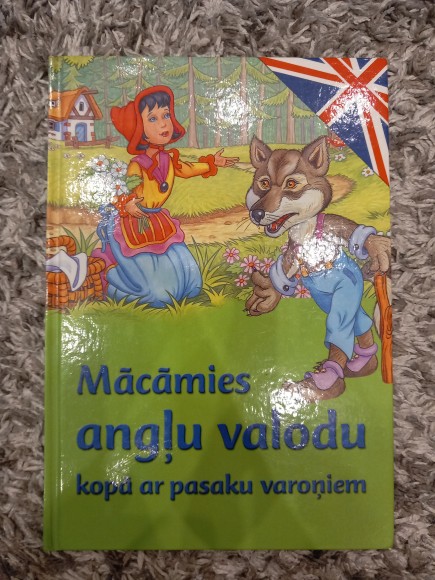 Mācāmies
angļu valodu
kopā ar pasaku varoņiem